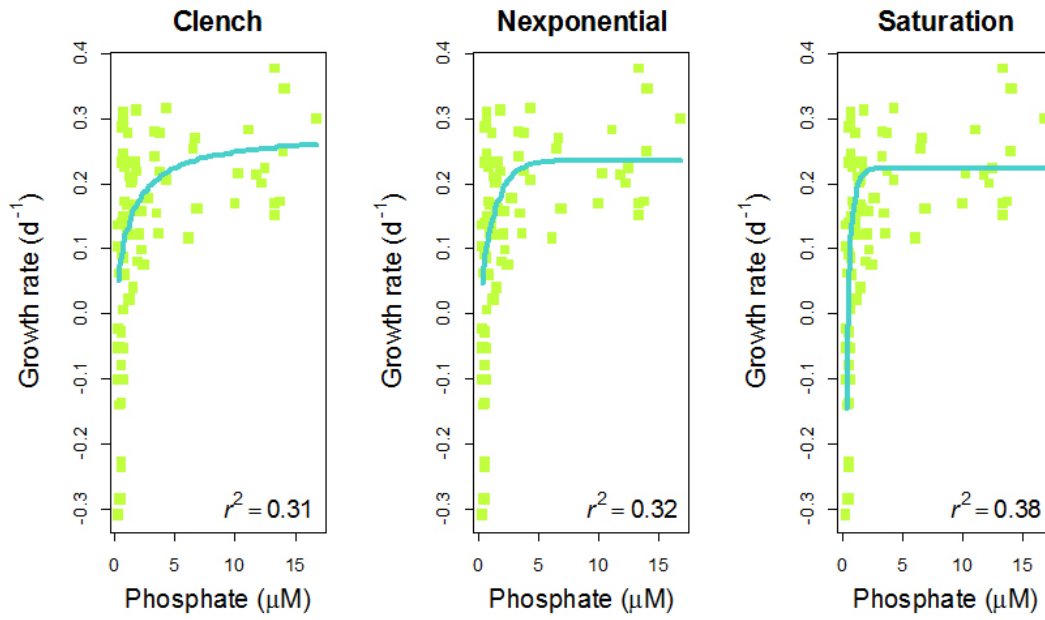 Clench
Growth rate (d⁻¹)
0.4
0.3
0.2
0.1
0.0
-0.1
-0.2
-0.3
r² = 0.31
0 5 10 15
Phosphate (μM)
Nexponential
Growth rate (d⁻¹)
0.4
0.3
0.2
0.1
0.0
-0.1
-0.2
-0.3
r² = 0.32
0 5 10 15
Phosphate (μM)
Saturation
Growth rate (d⁻¹)
0.4
0.3
0.2
0.1
0.0
-0.1
-0.2
-0.3
r² = 0.38
0 5 10 15
Phosphate (μM)